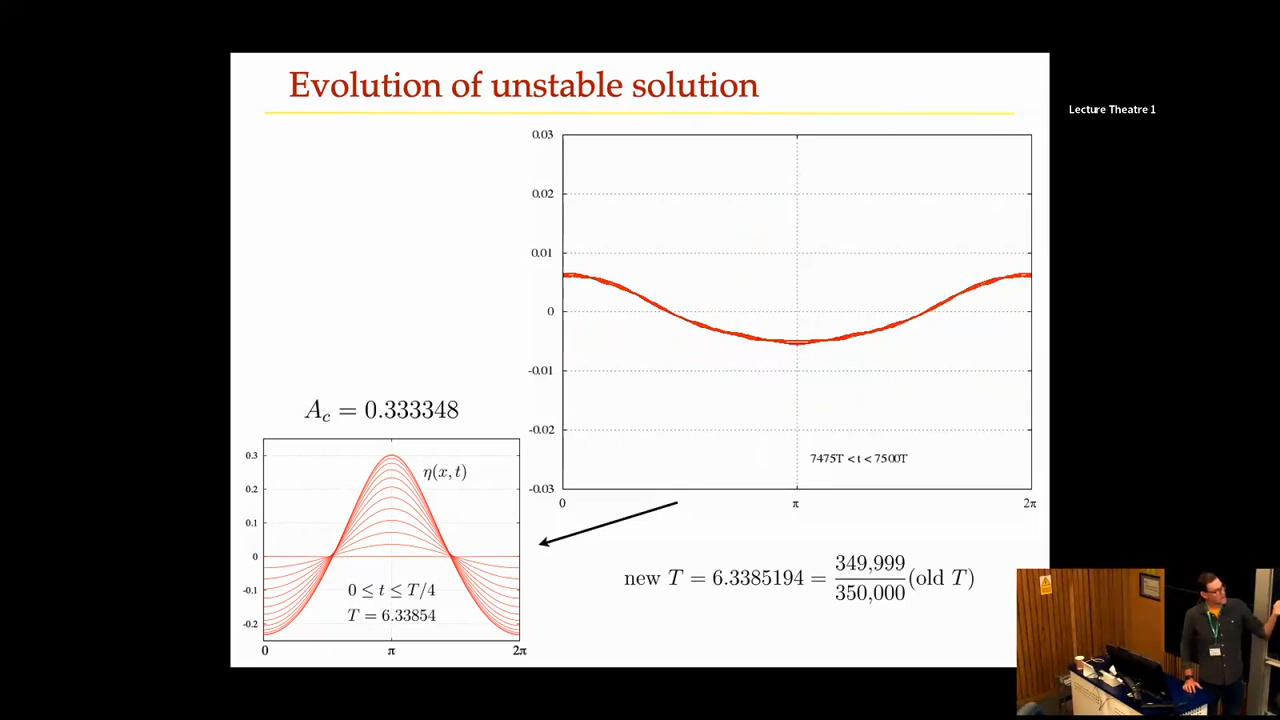 Evolution of unstable solution
Lecture Theatre 1
0.03
0.02
0.01
0
-0.01
-0.02
-0.03
7475T < t < 7500T
0
π
2π
A_c = 0.333348
0.3
0.2
0.1
0
-0.1
-0.2
η(x, t)
0 ≤ t ≤ T/4
T = 6.33854
0
π
2π
new T = 6.3385194 = 349,999/350,000 (old T)